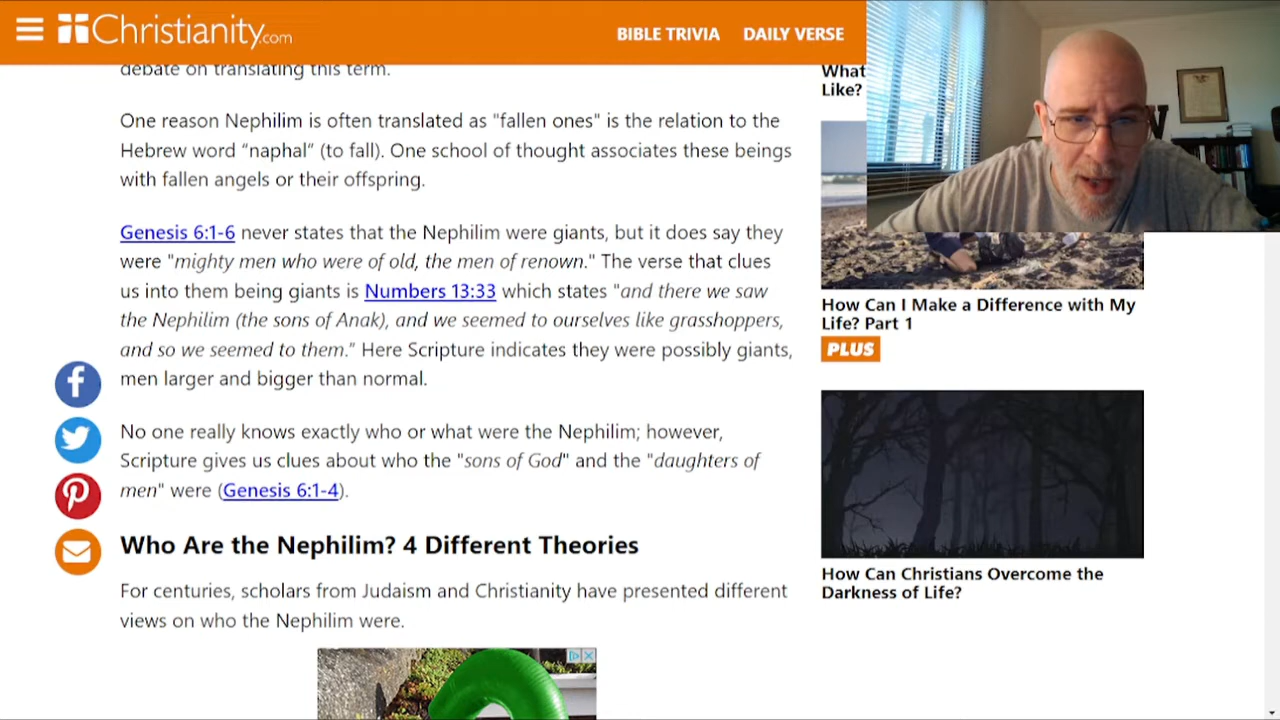 Christianity.com
BIBLE TRIVIA
DAILY VERSE
debate on translating this term.
One reason Nephilim is often translated as "fallen ones" is the relation to the
Hebrew word “naphal” (to fall). One school of thought associates these beings
with fallen angels or their offspring.
Genesis 6:1-6 never states that the Nephilim were giants, but it does say they
were "mighty men who were of old, the men of renown." The verse that clues
us into them being giants is Numbers 13:33 which states "and there we saw
the Nephilim (the sons of Anak), and we seemed to ourselves like grasshoppers,
and so we seemed to them." Here Scripture indicates they were possibly giants,
men larger and bigger than normal.
No one really knows exactly who or what were the Nephilim; however,
Scripture gives us clues about who the "sons of God" and the "daughters of
men" were (Genesis 6:1-4).
Who Are the Nephilim? 4 Different Theories
For centuries, scholars from Judaism and Christianity have presented different
views on who the Nephilim were.
What
Like?
How Can I Make a Difference with My
Life? Part 1
PLUS
How Can Christians Overcome the
Darkness of Life?